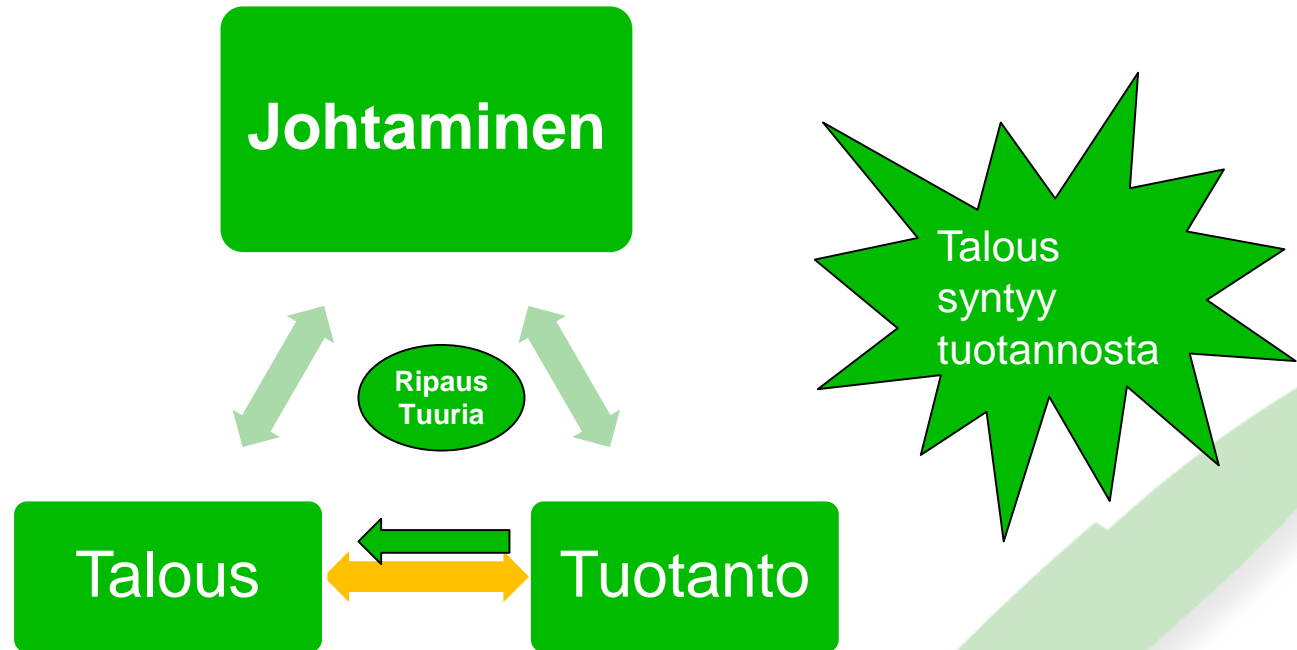 Johtaminen
Talous
syntyy
tuotannosta
Ripaus
Tuuria
Talous
Tuotanto